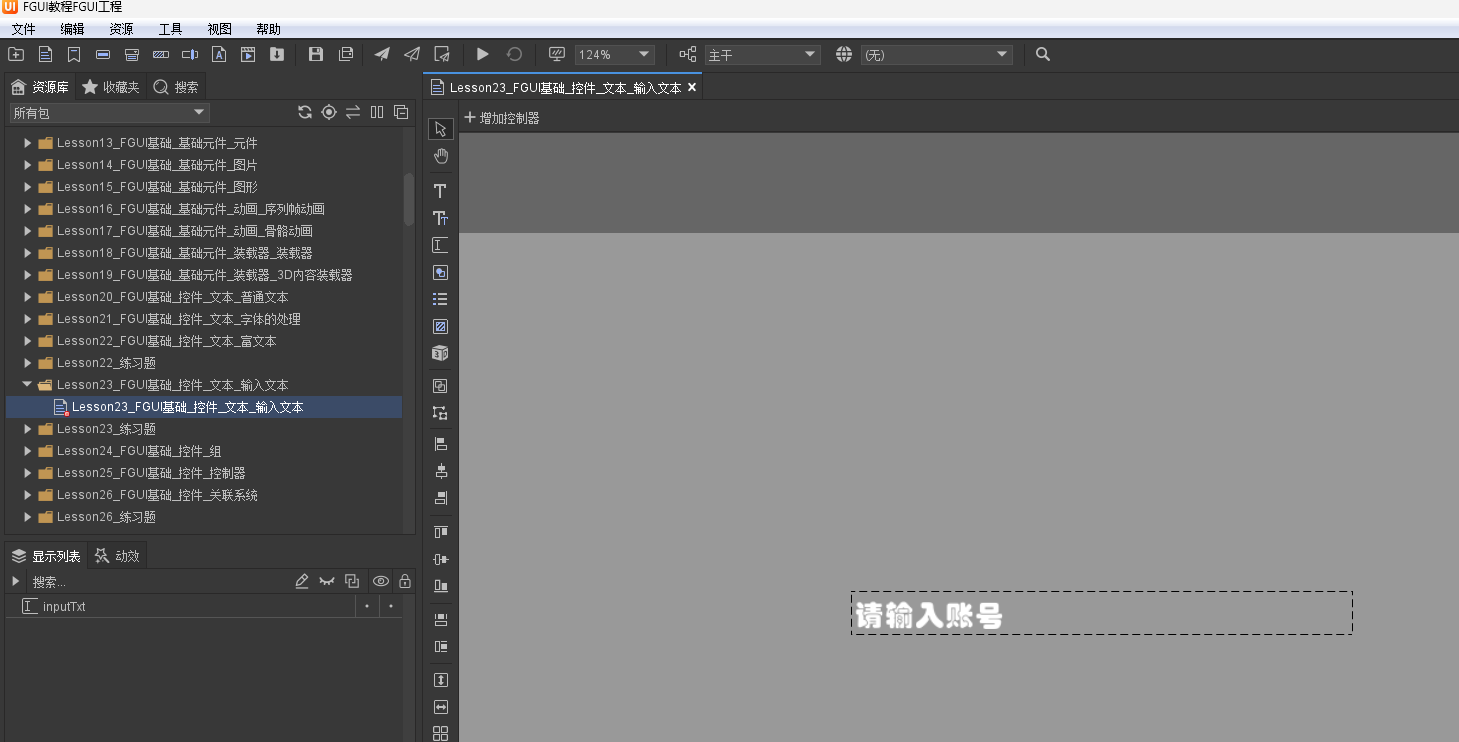 UI FGUI教程FGUI工程
文件 编辑 资源 工具 视图 帮助
124% 主干 (无)
资源库 收藏夹 搜索
Lesson23_FGUI基础_控件_文本_输入文本 ×
所有包
增加控制器
Lesson13_FGUI基础_基础元件_元件
Lesson14_FGUI基础_基础元件_图片
Lesson15_FGUI基础_基础元件_图形
Lesson16_FGUI基础_基础元件_动画_序列帧动画
Lesson17_FGUI基础_基础元件_动画_骨骼动画
Lesson18_FGUI基础_基础元件_装载器_装载器
Lesson19_FGUI基础_基础元件_装载器_3D内容装载器
Lesson20_FGUI基础_控件_文本_普通文本
Lesson21_FGUI基础_控件_文本_字体的处理
Lesson22_FGUI基础_控件_文本_富文本
Lesson22_练习题
Lesson23_FGUI基础_控件_文本_输入文本
Lesson23_FGUI基础_控件_文本_输入文本
Lesson23_练习题
Lesson24_FGUI基础_控件_组
Lesson25_FGUI基础_控件_控制器
Lesson26_FGUI基础_控件_关联系统
Lesson26_练习题
显示列表 动效
搜索...
inputTxt
请输入账号